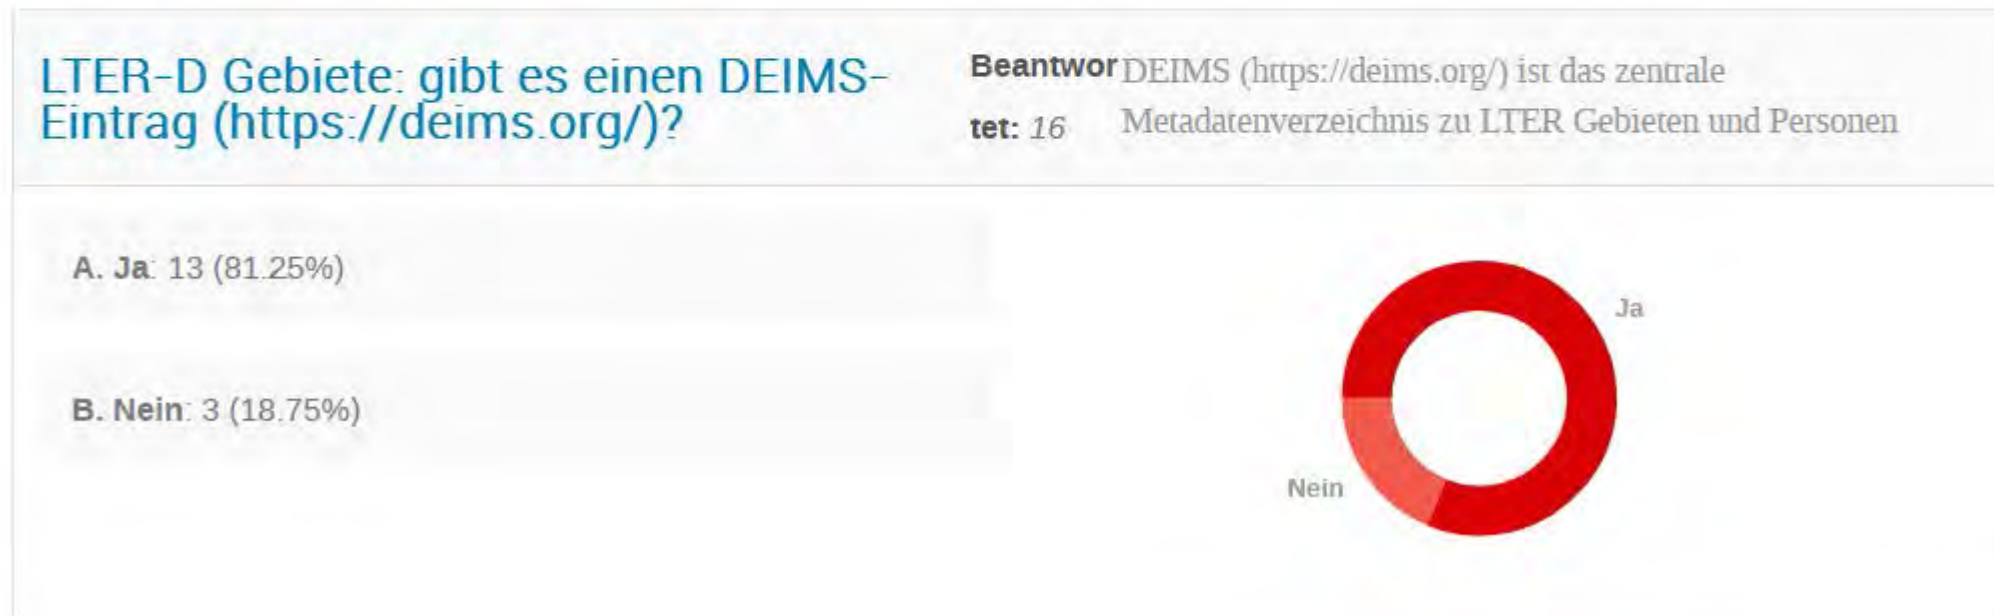 LTER-D Gebiete: gibt es einen DEIMS-
Eintrag (https://deims.org/)?
Beantwor
tet: 16
DEIMS (https://deims.org/) ist das zentrale
Metadatenverzeichnis zu LTER Gebieten und Personen
A. Ja: 13 (81.25%)
B. Nein: 3 (18.75%)
Ja
Nein